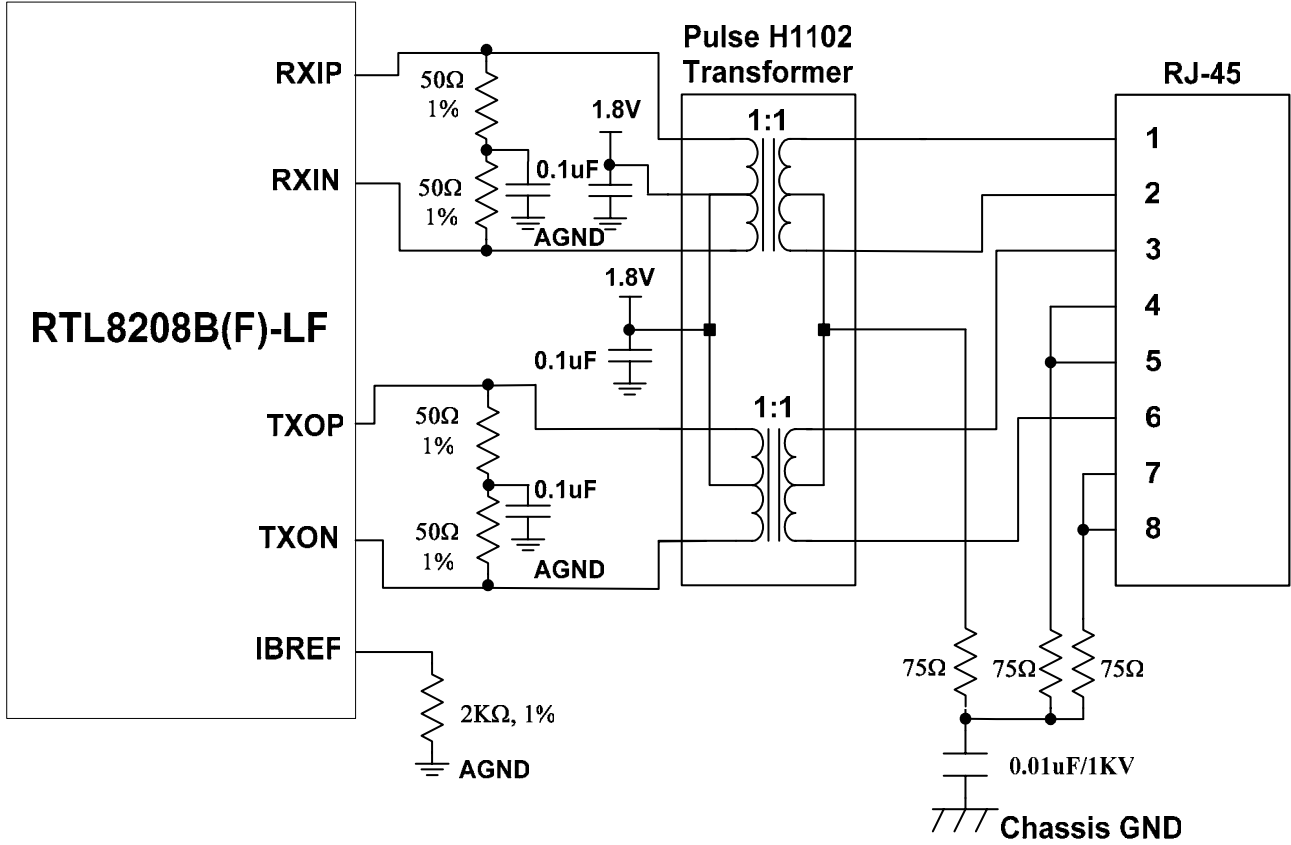 Pulse H1102
Transformer
RJ-45
RXIP
50Ω
1%
1.8V
1:1
1
0.1uF
RXIN
50Ω
1%
2
AGND
3
1.8V
4
RTL8208B(F)-LF
0.1uF
5
1:1
6
TXOP
50Ω
1%
7
0.1uF
8
TXON
50Ω
1%
AGND
IBREF
75Ω
75Ω
75Ω
2KΩ, 1%
AGND
0.01uF/1KV
Chassis GND